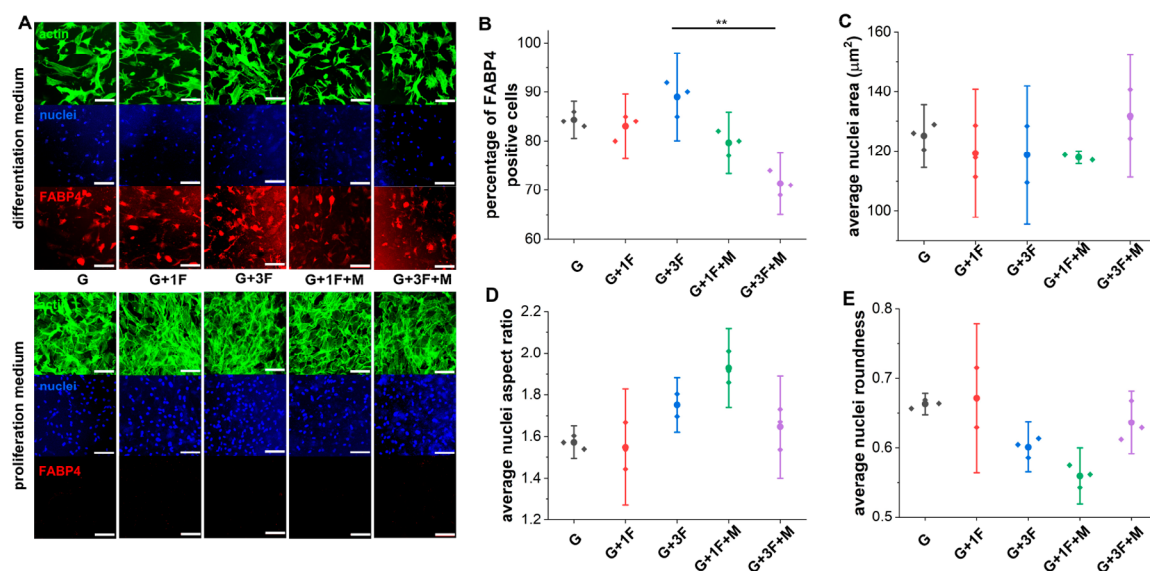 A
actin
nuclei
FABP4
differentiation medium
G G+1F G+3F G+1F+M G+3F+M
nuclei
FABP4
proliferation medium
B
**
percentage of FABP4
positive cells
100
90
80
70
60
G G+1F G+3F G+1F+M G+3F+M
C
average nuclei area (μm²)
160
140
120
100
80
G G+1F G+3F G+1F+M G+3F+M
D
average nuclei aspect ratio
2.2
2.0
1.8
1.6
1.4
1.2
G G+1F G+3F G+1F+M G+3F+M
E
average nuclei roundness
0.8
0.7
0.6
0.5
G G+1F G+3F G+1F+M G+3F+M